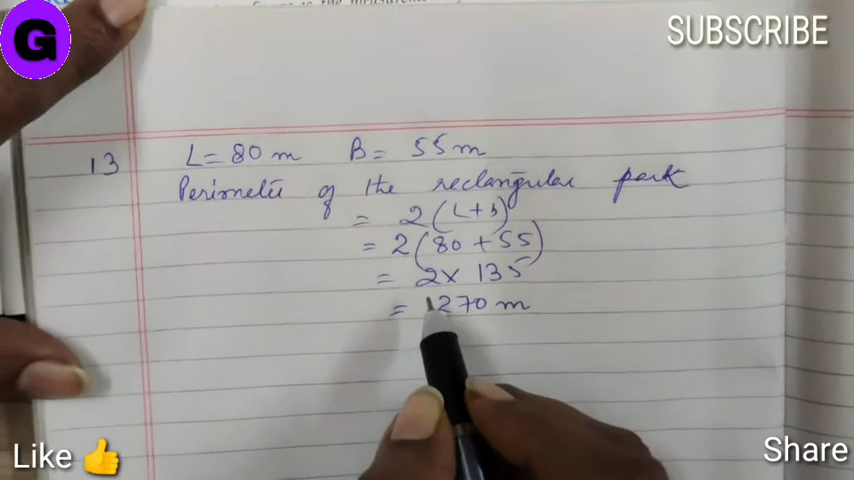 G
SUBSCRIBE
13 L = 80 m B = 55 m
Perimeter of the rectangular park
= 2 (L + b)
= 2 (80 + 55)
= 2 × 135
= 270 m
Like 👍 Share